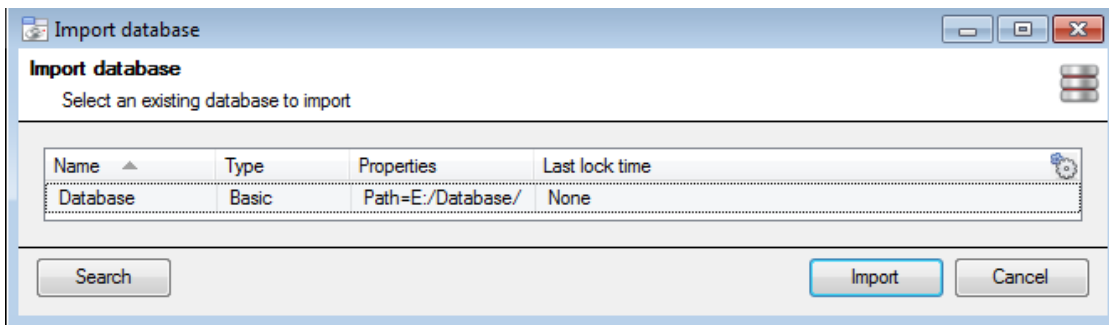 Import database
Import database
Select an existing database to import
Name Type Properties Last lock time
Database Basic Path=E:/Database/ None
Search Import Cancel